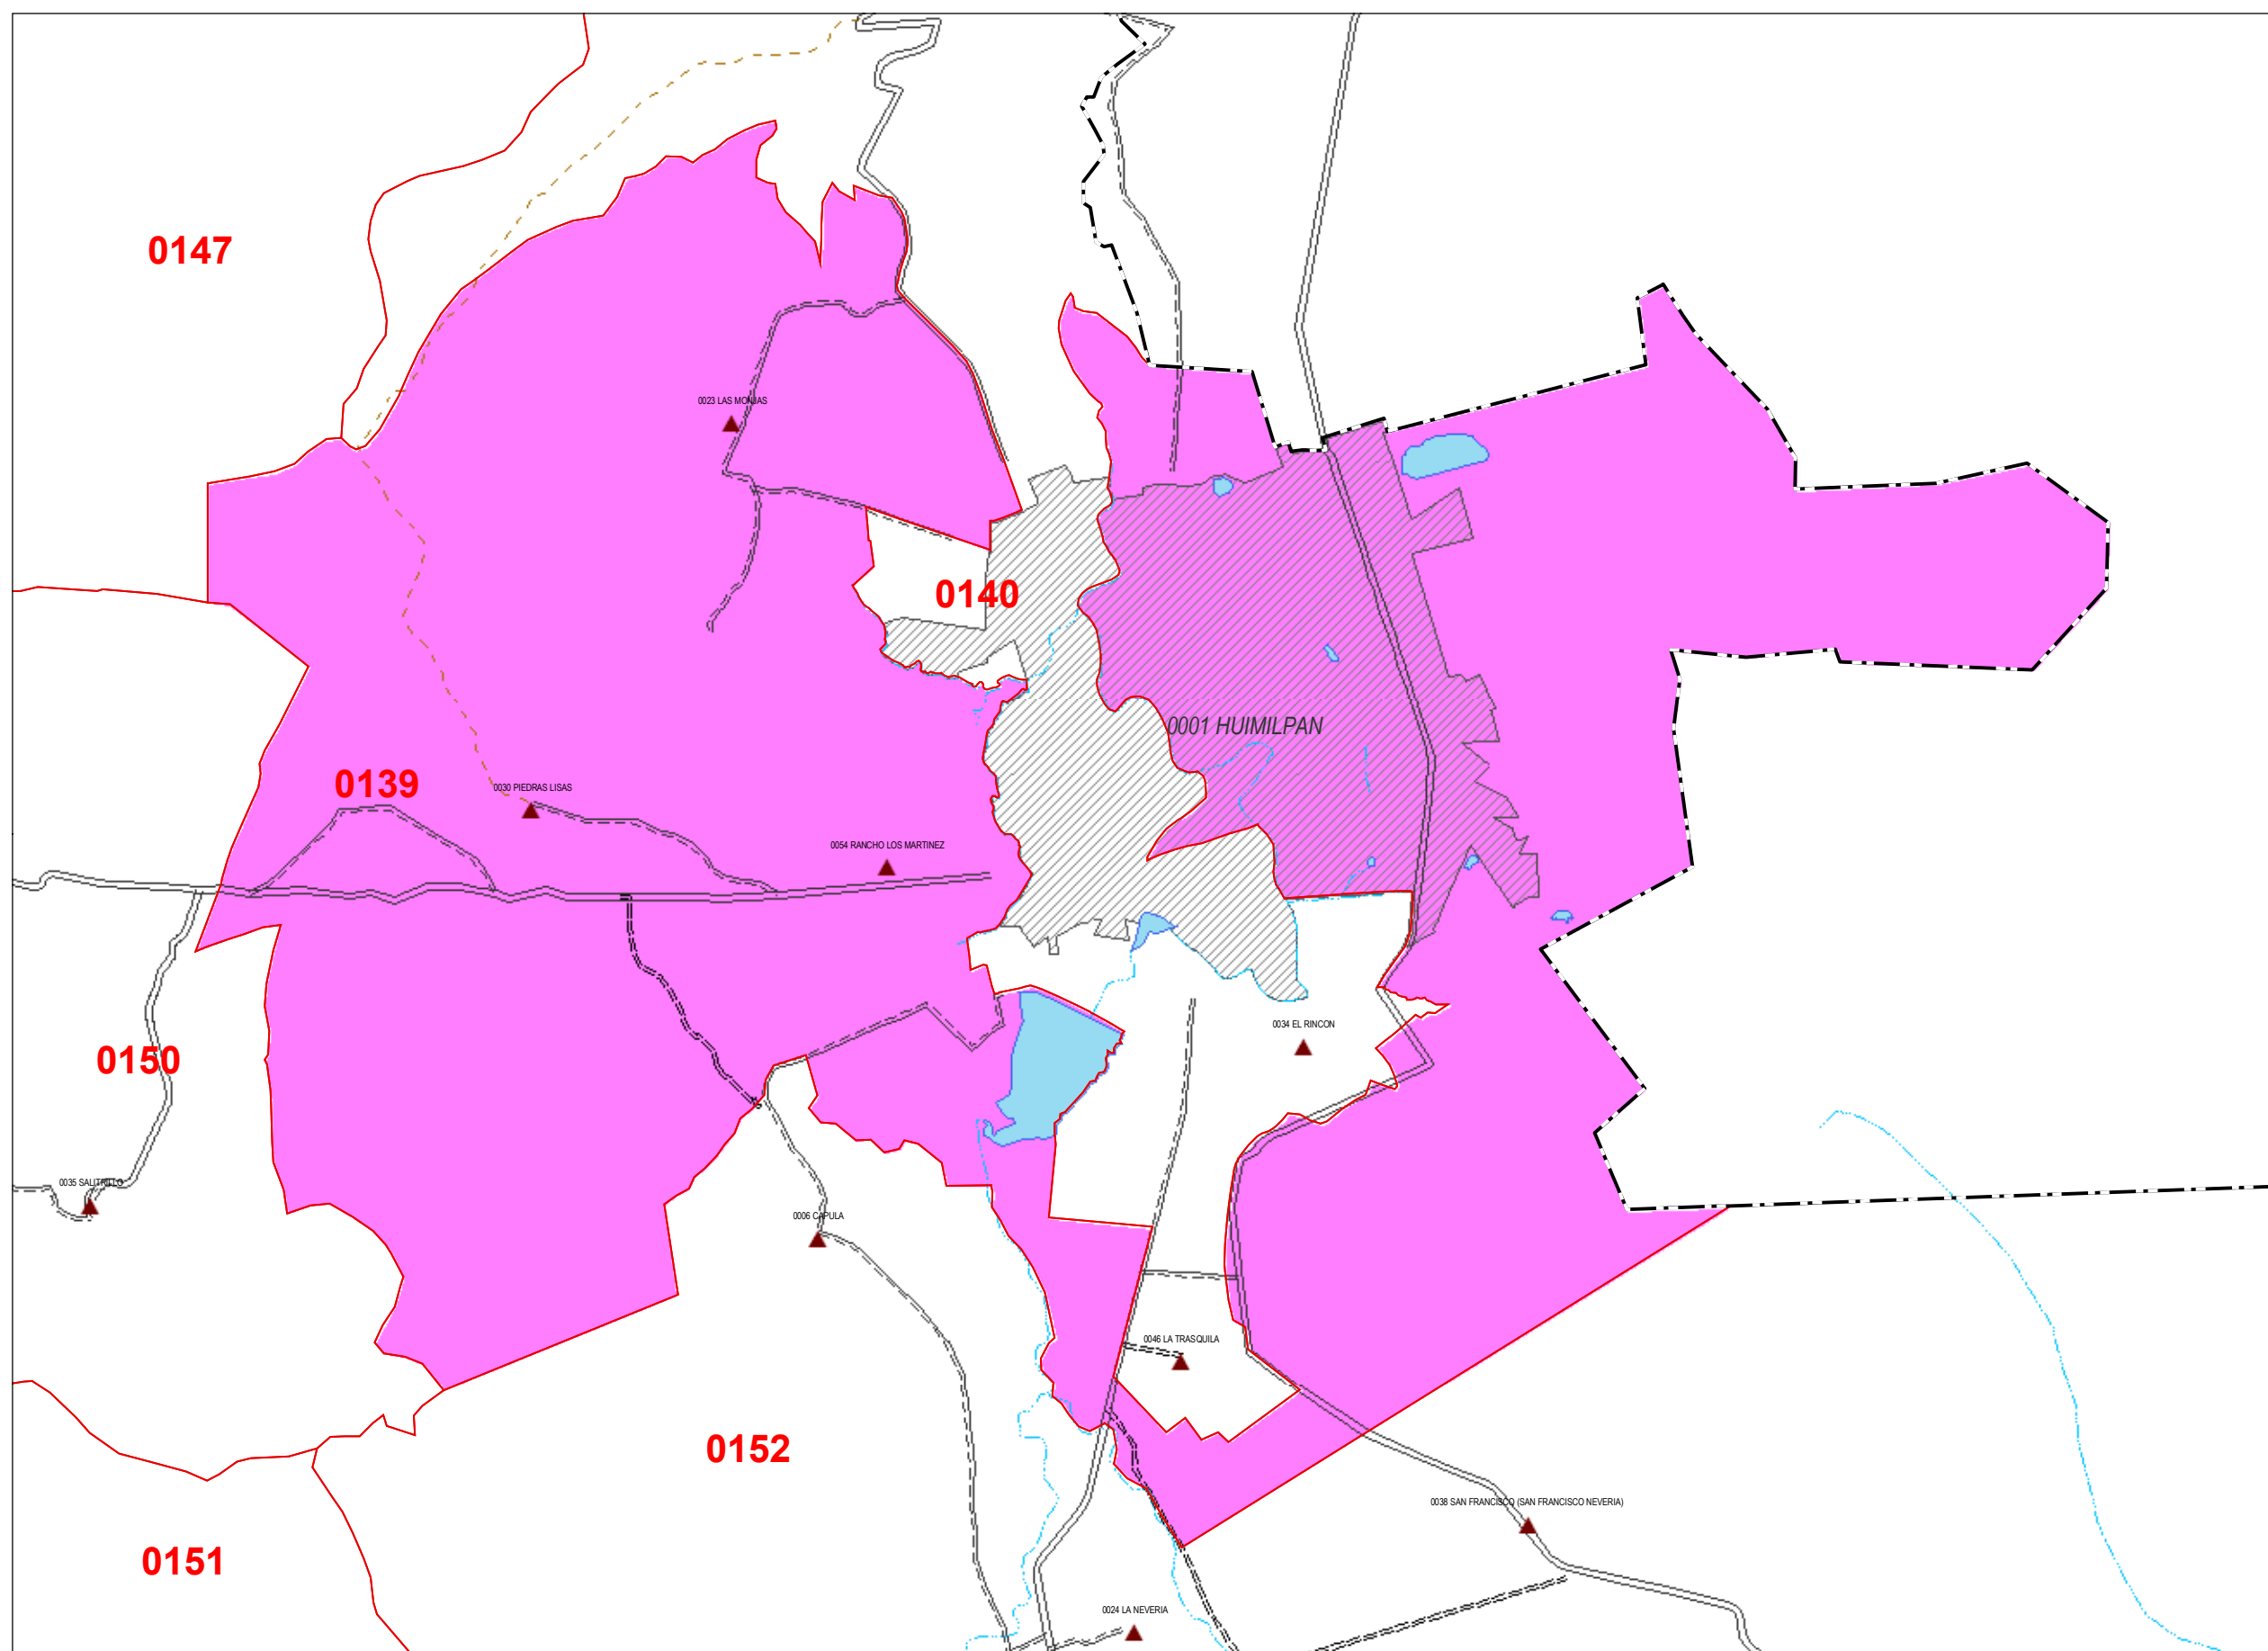 0147
0023 LAS MONJAS
0140
0001 HUIMILPAN
0139
0030 PIEDRAS LISAS
0054 RANCHO LOS MARTINEZ
0034 EL RINCON
0150
0035 SALITRILLO
0006 CAPULA
0046 LA TRASQUILA
0152
0038 SAN FRANCISCO (SAN FRANCISCO NEVERIA)
0151
0024 LA NEVERIA